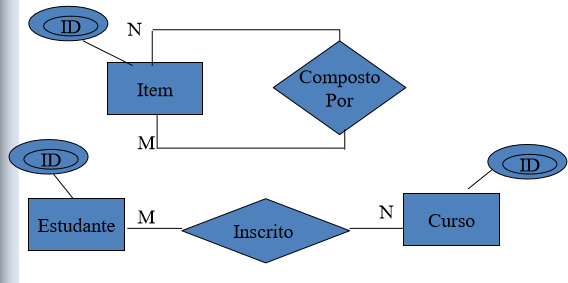 ID
N
Item
Composto
Por
M
ID
ID
Estudante
M
Inscrito
N
Curso